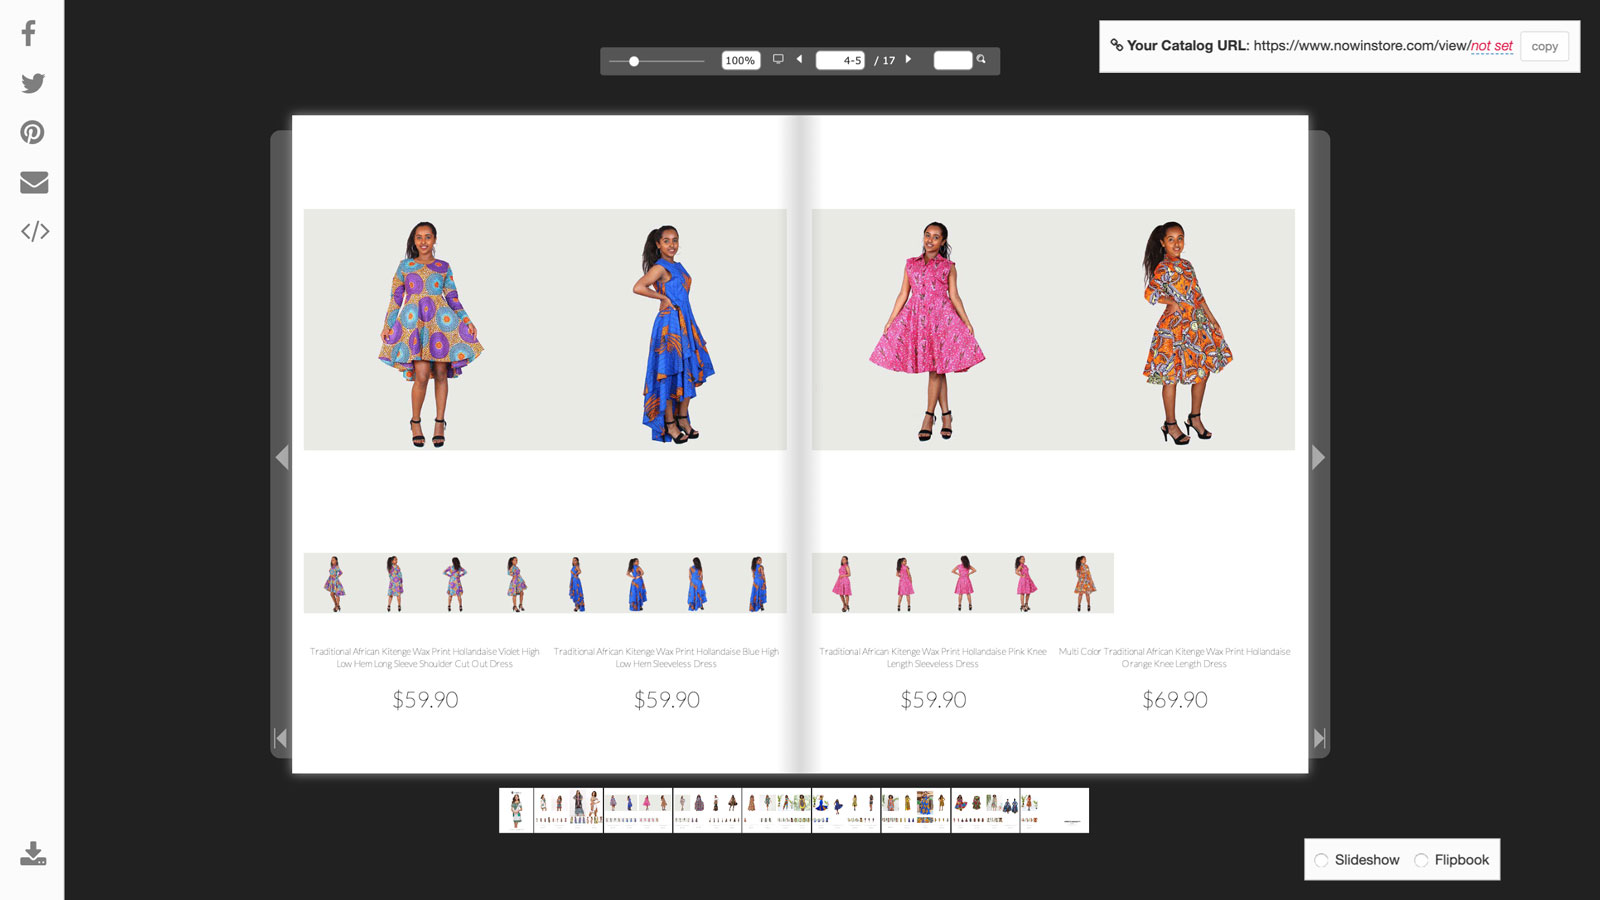 Your Catalog URL: https://www.nowinstore.com/view/not set
copy
100%
4-5 / 17
Traditional African Kitenge Wax Print Hollandaise Violet High
Low Hem Long Sleeve Shoulder Cut Out Dress
$59.90
Traditional African Kitenge Wax Print Hollandaise Blue High
Low Hem Sleeveless Dress
$59.90
Traditional African Kitenge Wax Print Hollandaise Pink Knee
Length Sleeveless Dress
$59.90
Multi Color Traditional African Kitenge Wax Print Hollandaise
Orange Knee Length Dress
$69.90
Slideshow
Flipbook